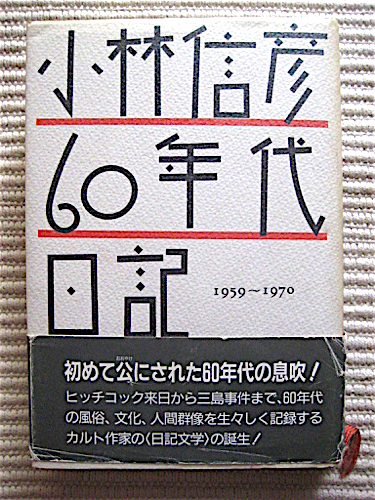 小林信彦
60年代
日記
1959〜1970
初めて公にされた60年代の息吹!
ヒッチコック来日から三島事件まで、60年代
の風俗、文化、人間群像を生々しく記録する
カルト作家の〈日記文学〉の誕生!